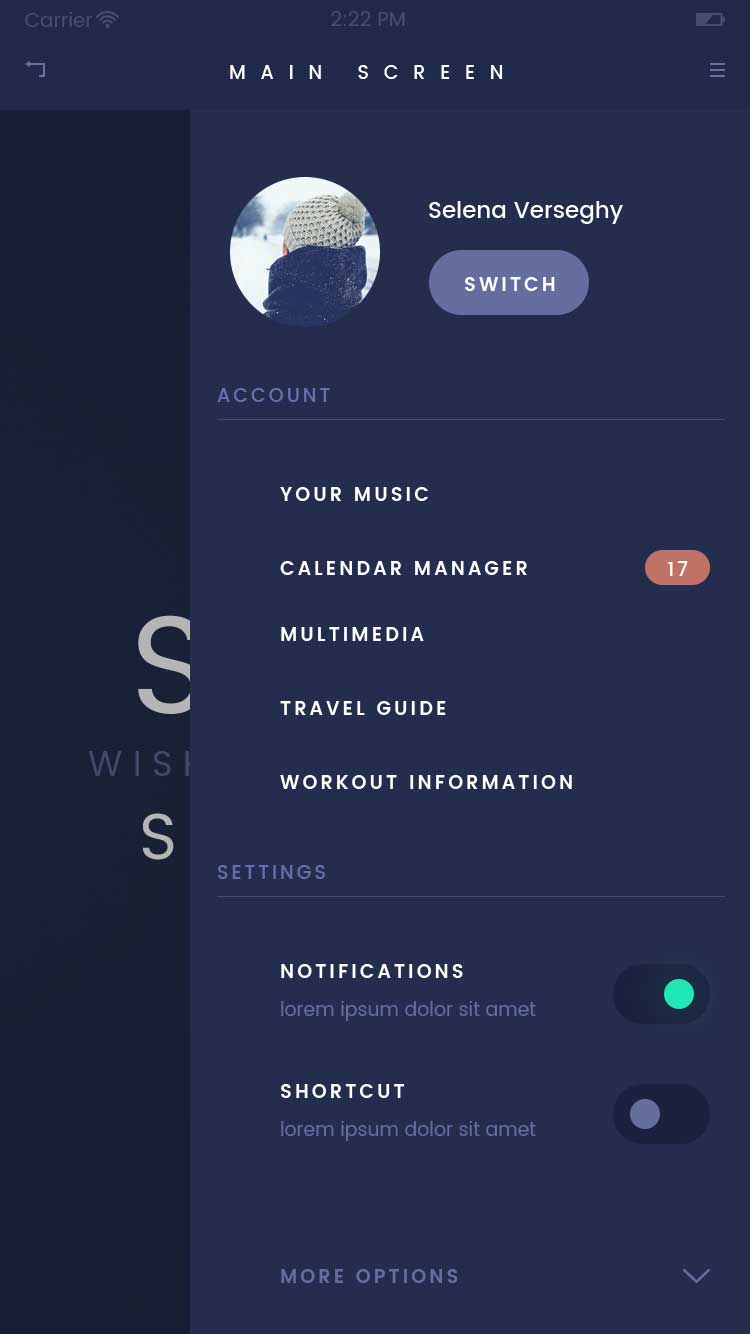 Carrier 2:22 PM
MAIN SCREEN
Selena Verseghy
SWITCH
ACCOUNT
YOUR MUSIC
CALENDAR MANAGER 17
MULTIMEDIA
TRAVEL GUIDE
WORKOUT INFORMATION
S
WISH
S
SETTINGS
NOTIFICATIONS
lorem ipsum dolor sit amet
SHORTCUT
lorem ipsum dolor sit amet
MORE OPTIONS